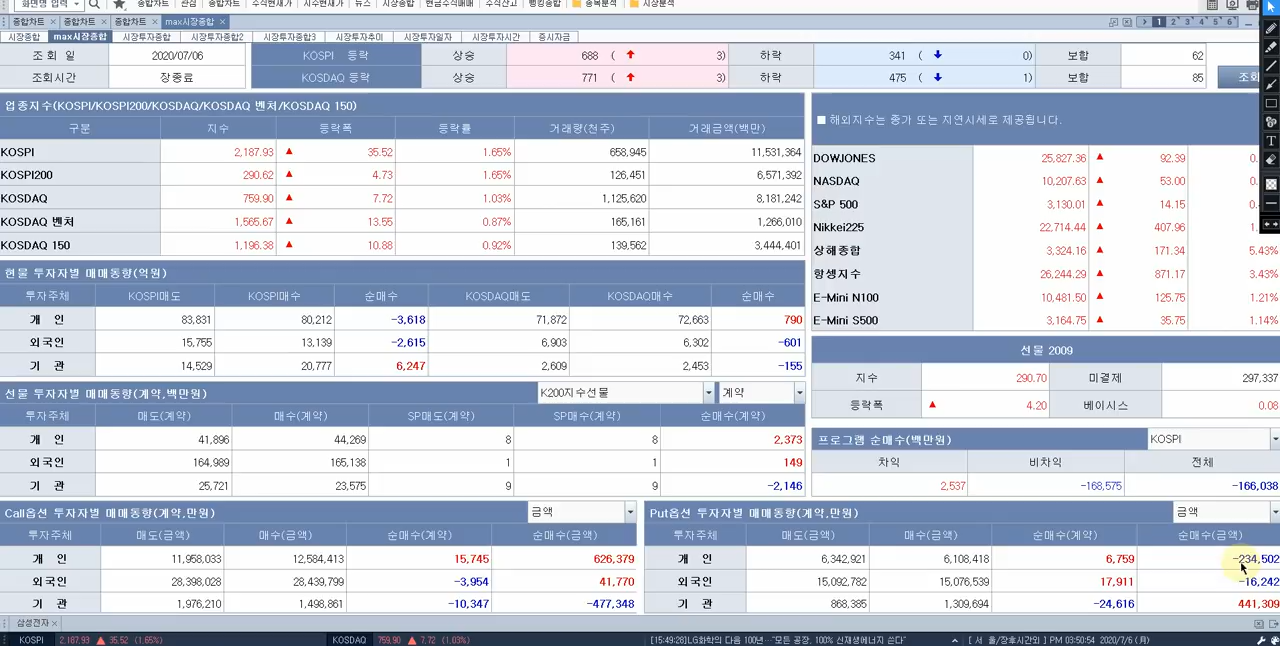 화면명 입력 종합차트 관심 종합차트 주식현재가 지수현재가 뉴스 시장종합 현금주식매매 주식잔고 랭킹종합 종목분석 시장분석
종합차트 × 종합차트 × 종합차트 × max시장종합 × 1 2 3 4 5 6
시장종합 max시장종합 시장투자종합 시장투자종합2 시장투자종합3 시장투자추이 시장투자일자 시장투자시간 공시자금
조 회 일 2020/07/06 KOSPI 등락 상승 688 ( ↑ 3) 하락 341 ( ↓ 0) 보합 62
조회시간 장종료 KOSDAQ 등락 상승 771 ( ↑ 3) 하락 475 ( ↓ 1) 보합 85 조회
업종지수(KOSPI/KOSPI200/KOSDAQ/KOSDAQ 벤처/KOSDAQ 150)
구분 지수 등락폭 등락률 거래량(천주) 거래금액(백만)
KOSPI 2,187.93 ▲ 35.52 1.65% 658,945 11,531,364
KOSPI200 290.62 ▲ 4.73 1.65% 126,451 6,571,392
KOSDAQ 759.90 ▲ 7.72 1.03% 1,125,620 8,181,242
KOSDAQ 벤처 1,565.67 ▲ 13.55 0.87% 165,161 1,266,010
KOSDAQ 150 1,196.38 ▲ 10.88 0.92% 139,562 3,444,401
■ 해외지수는 종가 또는 지연시세로 제공됩니다.
DOWJONES 25,827.36 ▲ 92.39 0.
NASDAQ 10,207.63 ▲ 53.00 0.
S&P 500 3,130.01 ▲ 14.15 0.
Nikkei225 22,714.44 ▲ 407.96 1.
상해종합 3,324.16 ▲ 171.34 5.43%
항생지수 26,244.29 ▲ 871.17 3.43%
E-Mini N100 10,481.50 ▲ 125.75 1.21%
E-Mini S500 3,164.75 ▲ 35.75 1.14%
현물 투자자별 매매동향(억원)
투자주체 KOSPI매도 KOSPI매수 순매수 KOSDAQ매도 KOSDAQ매수 순매수
개 인 83,831 80,212 -3,618 71,872 72,663 790
외국인 15,755 13,139 -2,615 6,903 6,302 -601
기 관 14,529 20,777 6,247 2,609 2,453 -155
선물 2009
지수 290.70 미결제 297,337
등락폭 ▲ 4.20 베이시스 0.08
선물 투자자별 매매동향(계약,백만원) K200지수선물 계약
투자주체 매도(계약) 매수(계약) SP매도(계약) SP매수(계약) 순매수(계약)
개 인 41,896 44,269 8 8 2,373
외국인 164,989 165,138 1 1 149
기 관 25,721 23,575 9 9 -2,146
프로그램 순매수(백만원) KOSPI
차익 비차익 전체
2,537 -168,575 -166,038
Call옵션 투자자별 매매동향(계약,만원) 금액
투자주체 매도(금액) 매수(금액) 순매수(계약) 순매수(금액)
개 인 11,958,033 12,584,413 15,745 626,379
외국인 28,398,028 28,439,799 -3,954 41,770
기 관 1,976,210 1,498,861 -10,347 -477,348
Put옵션 투자자별 매매동향(계약,만원) 금액
투자주체 매도(금액) 매수(금액) 순매수(계약) 순매수(금액)
개 인 6,342,921 6,108,418 6,759 -234,502
외국인 15,092,782 15,076,539 17,911 -16,242
기 관 868,385 1,309,694 -24,616 441,309
삼성전자 ×
KOSPI 2,187.93 ▲ 35.52 (1.65%) KOSDAQ 759.90 ▲ 7.72 (1.03%) [15:49:28]LG화학의 다음 100년…"모든 공장, 100% 신재생에너지 쓴다" [ 서 울/장후시간외 ] PM 03:50:54 2020/7/6 (월)